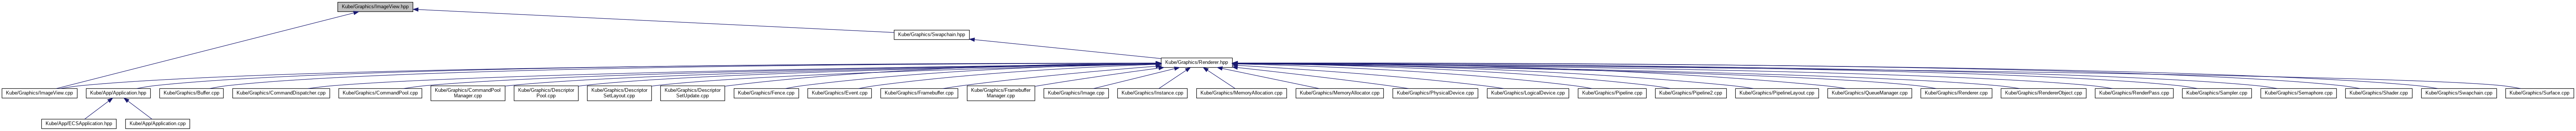 Kube/Graphics/ImageView.hpp
Kube/Graphics/Swapchain.hpp
Kube/Graphics/Renderer.hpp
Kube/Graphics/ImageView.cpp
Kube/App/Application.hpp
Kube/Graphics/Buffer.cpp
Kube/Graphics/CommandDispatcher.cpp
Kube/Graphics/CommandPool.cpp
Kube/Graphics/CommandPool
Manager.cpp
Kube/Graphics/Descriptor
Pool.cpp
Kube/Graphics/Descriptor
SetLayout.cpp
Kube/Graphics/Descriptor
SetUpdate.cpp
Kube/Graphics/Fence.cpp
Kube/Graphics/Event.cpp
Kube/Graphics/Framebuffer.cpp
Kube/Graphics/Framebuffer
Manager.cpp
Kube/Graphics/Image.cpp
Kube/Graphics/Instance.cpp
Kube/Graphics/MemoryAllocation.cpp
Kube/Graphics/MemoryAllocator.cpp
Kube/Graphics/PhysicalDevice.cpp
Kube/Graphics/LogicalDevice.cpp
Kube/Graphics/Pipeline.cpp
Kube/Graphics/Pipeline2.cpp
Kube/Graphics/PipelineLayout.cpp
Kube/Graphics/QueueManager.cpp
Kube/Graphics/Renderer.cpp
Kube/Graphics/RendererObject.cpp
Kube/Graphics/RenderPass.cpp
Kube/Graphics/Sampler.cpp
Kube/Graphics/Semaphore.cpp
Kube/Graphics/Shader.cpp
Kube/Graphics/Swapchain.cpp
Kube/Graphics/Surface.cpp
Kube/App/ECSApplication.hpp
Kube/App/Application.cpp